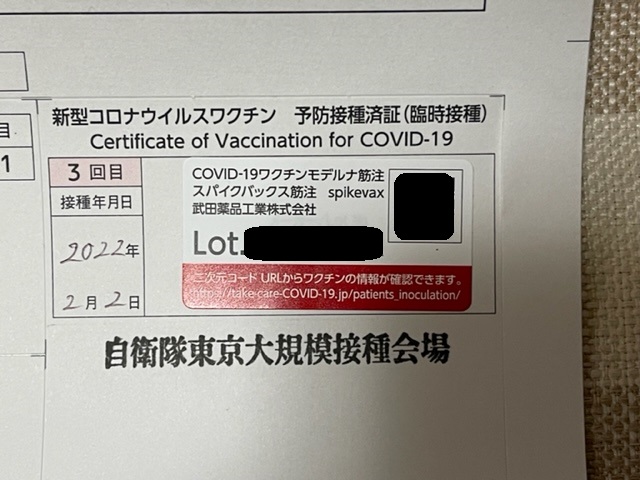 目
1
新型コロナウイルスワクチン 予防接種済証(臨時接種)
Certificate of Vaccination for COVID-19
3 回目
接種年月日
2022年
2月2日
COVID-19ワクチンモデルナ筋注
スパイクバックス筋注 spikevax
武田薬品工業株式会社
Lot.
二次元コード URLからワクチンの情報が確認できます。
https://take-care-COVID-19.jp/patients_inoculation/
自衛隊東京大規模接種会場